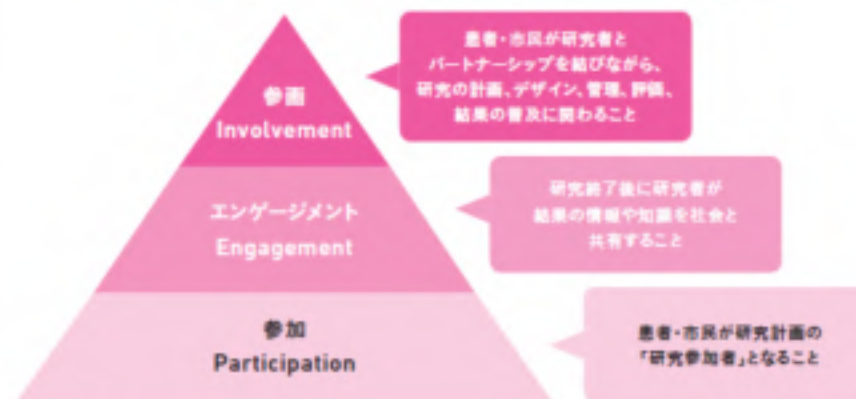 参画
Involvement
患者・市民が研究者と
パートナーシップを結びながら、
研究の計画、デザイン、管理、評価、
結果の普及に関わること
エンゲージメント
Engagement
研究終了後に研究者が
結果の情報や知識を社会と
共有すること
参加
Participation
患者・市民が研究計画の
「研究参加者」となること